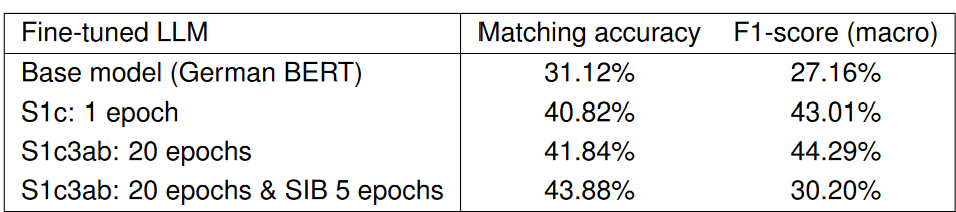 Fine-tuned LLM Matching accuracy F1-score (macro)
Base model (German BERT) 31.12% 27.16%
S1c: 1 epoch 40.82% 43.01%
S1c3ab: 20 epochs 41.84% 44.29%
S1c3ab: 20 epochs & SIB 5 epochs 43.88% 30.20%